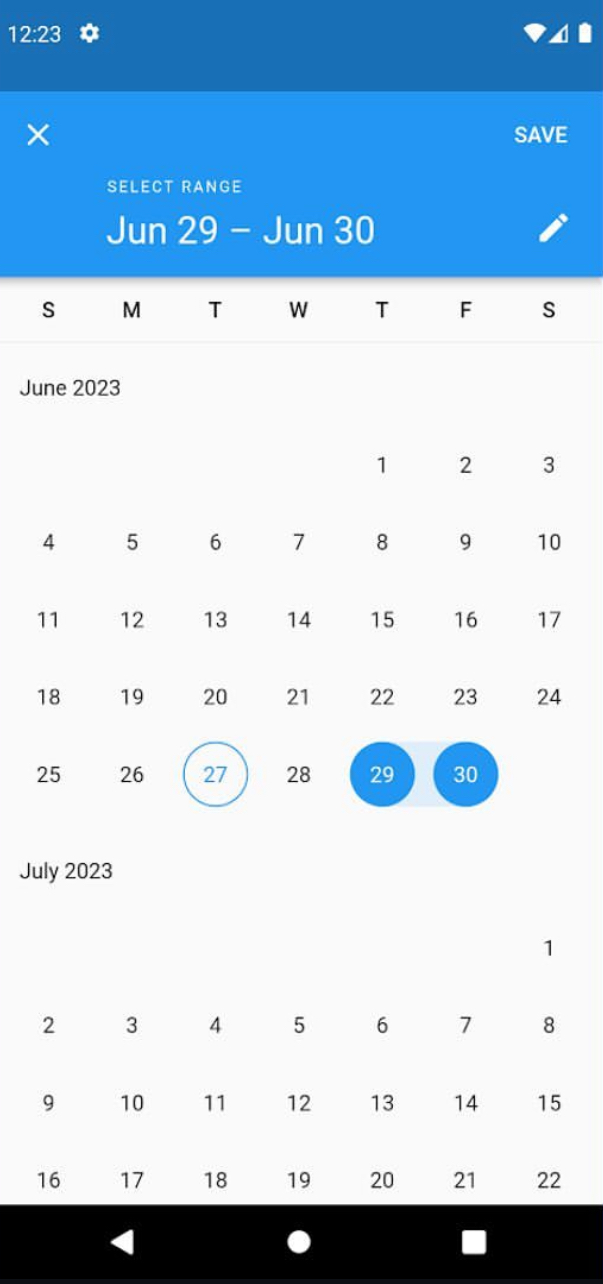 12:23
SAVE
SELECT RANGE
Jun 29 – Jun 30
S M T W T F S
June 2023
1 2 3
4 5 6 7 8 9 10
11 12 13 14 15 16 17
18 19 20 21 22 23 24
25 26 27 28 29 30
July 2023
1
2 3 4 5 6 7 8
9 10 11 12 13 14 15
16 17 18 19 20 21 22